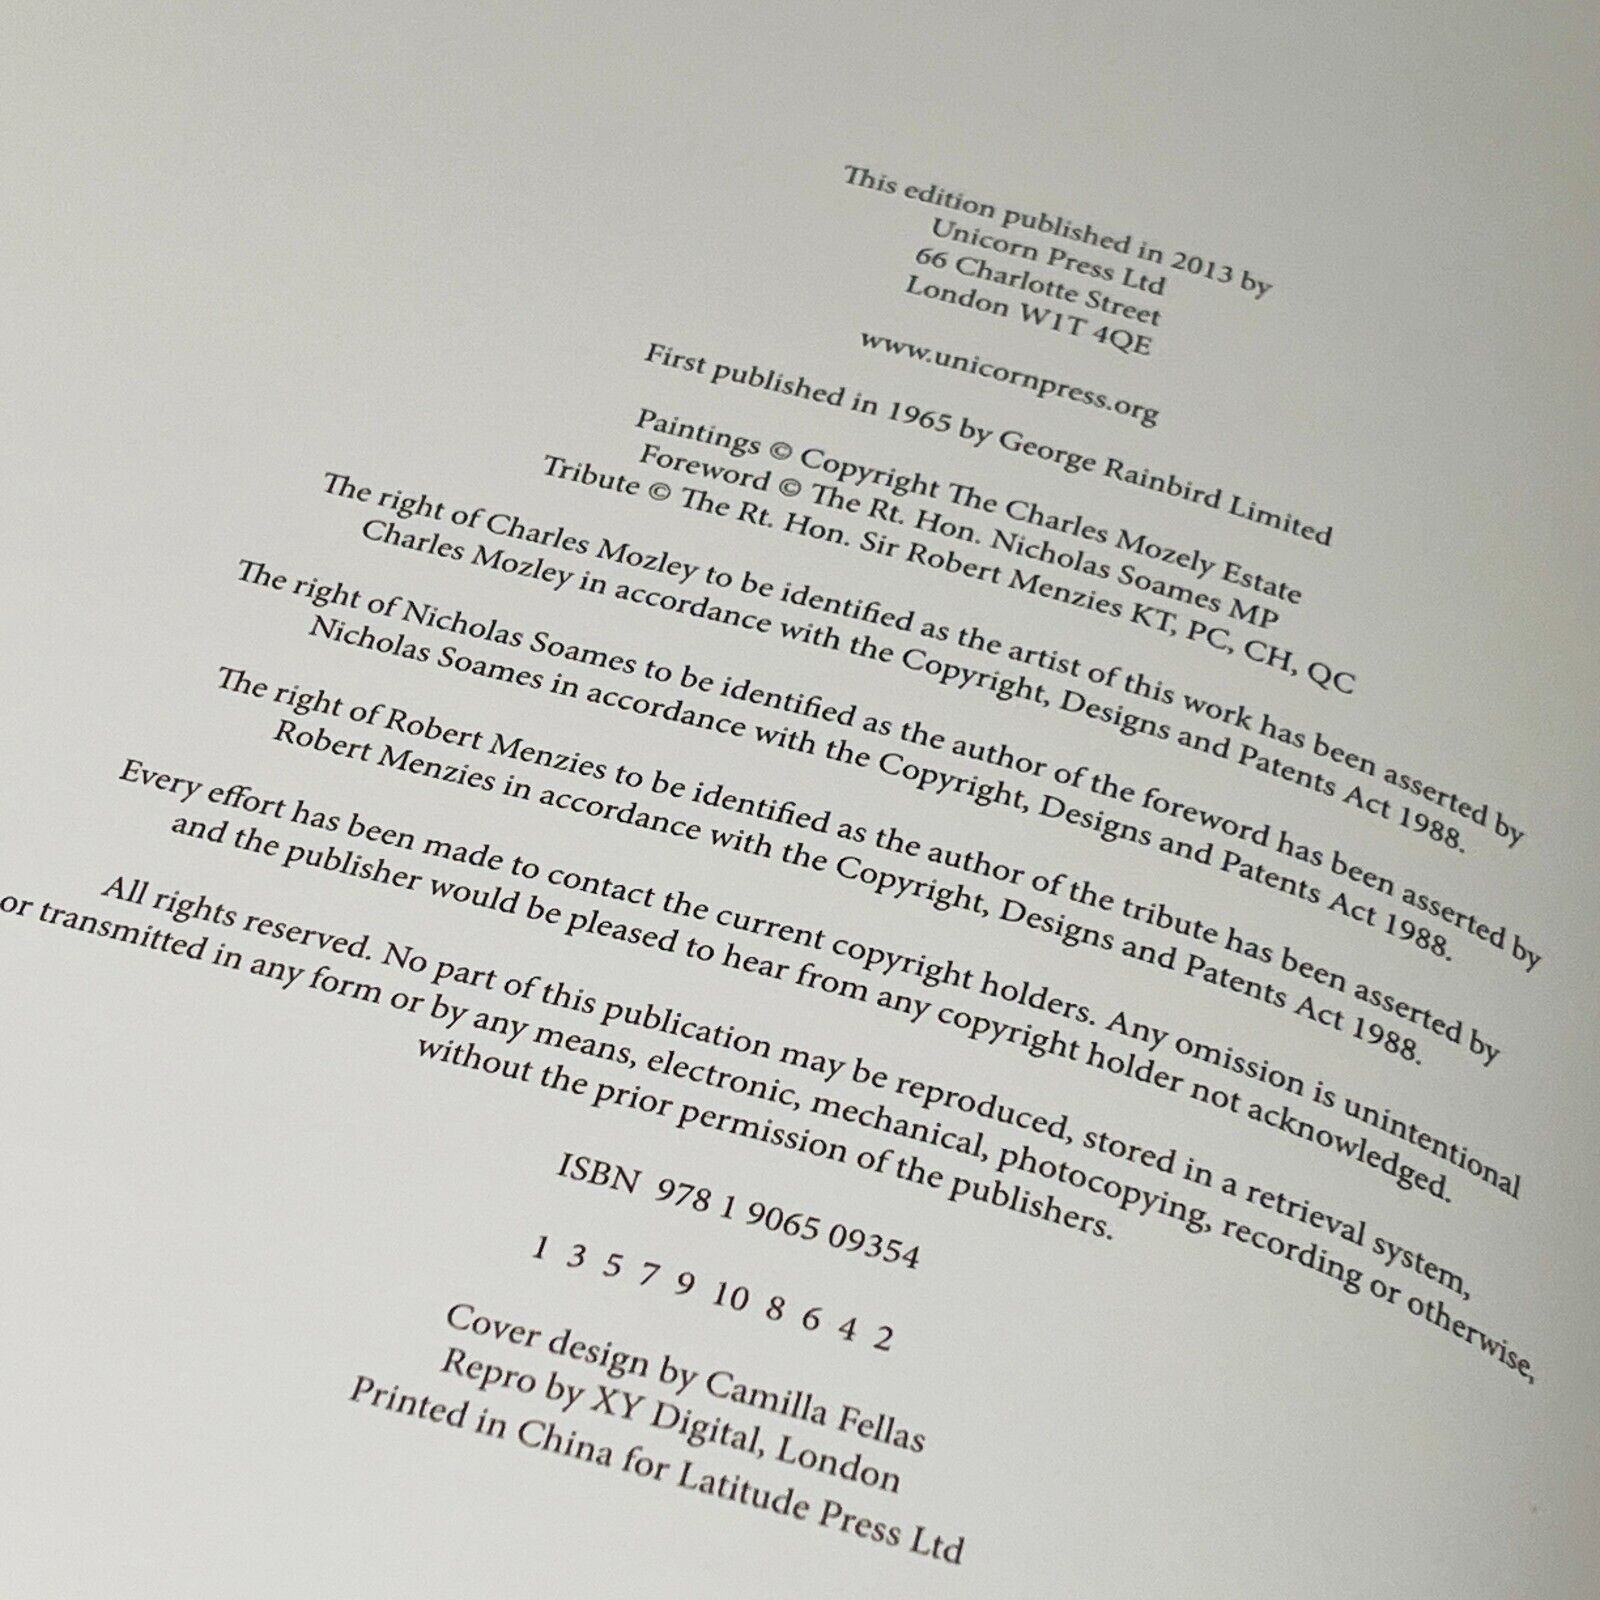 This edition published in 2013 by
Unicorn Press Ltd
66 Charlotte Street
London W1T 4QE
www.unicornpress.org
First published in 1965 by George Rainbird Limited
Paintings © Copyright The Charles Mozely Estate
Foreword © The Rt. Hon. Nicholas Soames MP
Tribute © The Rt. Hon. Sir Robert Menzies KT, PC, CH, QC
The right of Charles Mozley to be identified as the artist of this work has been asserted by
Charles Mozley in accordance with the Copyright, Designs and Patents Act 1988.
The right of Nicholas Soames to be identified as the author of the foreword has been asserted by
Nicholas Soames in accordance with the Copyright, Designs and Patents Act 1988.
The right of Robert Menzies to be identified as the author of the tribute has been asserted by
Robert Menzies in accordance with the Copyright, Designs and Patents Act 1988.
Every effort has been made to contact the current copyright holders. Any omission is unintentional
and the publisher would be pleased to hear from any copyright holder not acknowledged.
All rights reserved. No part of this publication may be reproduced, stored in a retrieval system,
or transmitted in any form or by any means, electronic, mechanical, photocopying, recording or otherwise,
without the prior permission of the publishers.
ISBN 978 1 9065 09354
1 3 5 7 9 10 8 6 4 2
Cover design by Camilla Fellas
Repro by XY Digital, London
Printed in China for Latitude Press Ltd